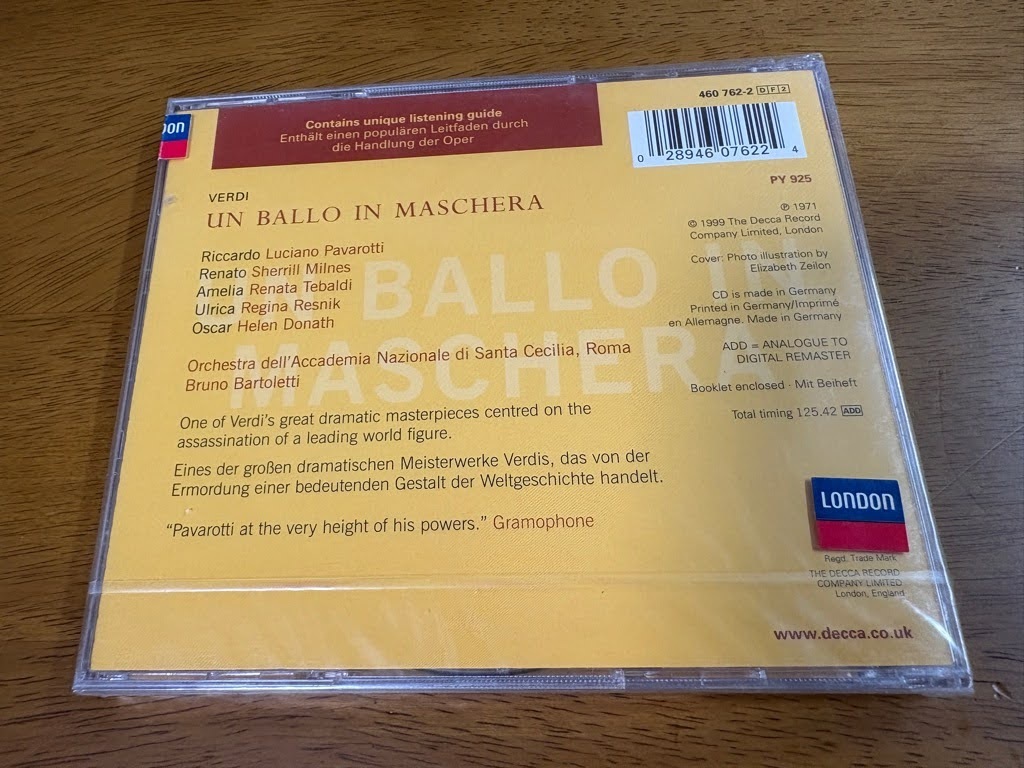 DON
Contains unique listening guide
Enthält einen populären Leitfaden durch
die Handlung der Oper
460 762-2 DF2
0 28946 07622 4
PY 925
VERDI
UN BALLO IN MASCHERA
Riccardo Luciano Pavarotti
Renato Sherrill Milnes
Amelia Renata Tebaldi
Ulrica Regina Resnik
Oscar Helen Donath
Orchestra dell'Accademia Nazionale di Santa Cecilia, Roma
Bruno Bartoletti
One of Verdi's great dramatic masterpieces centred on the
assassination of a leading world figure.
Eines der großen dramatischen Meisterwerke Verdis, das von der
Ermordung einer bedeutenden Gestalt der Weltgeschichte handelt.
“Pavarotti at the very height of his powers.” Gramophone
BALLO IN
MASCHERA
℗ 1971
© 1999 The Decca Record
Company Limited, London
Cover: Photo illustration by
Elizabeth Zeilon
CD is made in Germany
Printed in Germany/Imprimé
en Allemagne. Made in Germany
ADD = ANALOGUE TO
DIGITAL REMASTER
Booklet enclosed · Mit Beiheft
Total timing 125.42 ADD
LONDON
Regd. Trade Mark
THE DECCA RECORD
COMPANY LIMITED
London, England
www.decca.co.uk